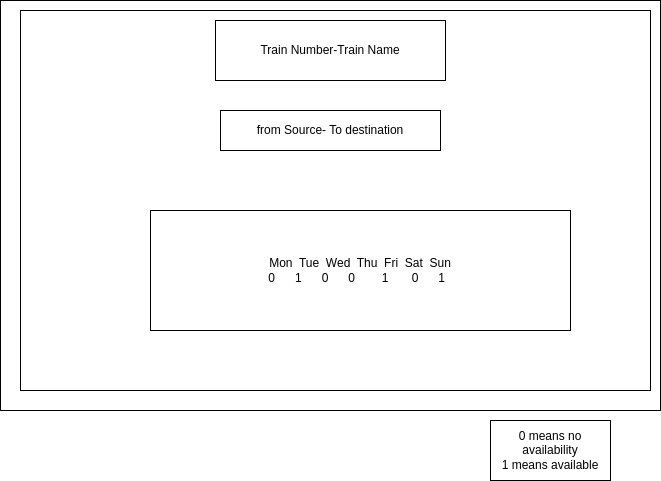 Train Number-Train Name
from Source- To destination
Mon Tue Wed Thu Fri Sat Sun
0 1 0 0 1 0 1
0 means no
availability
1 means available